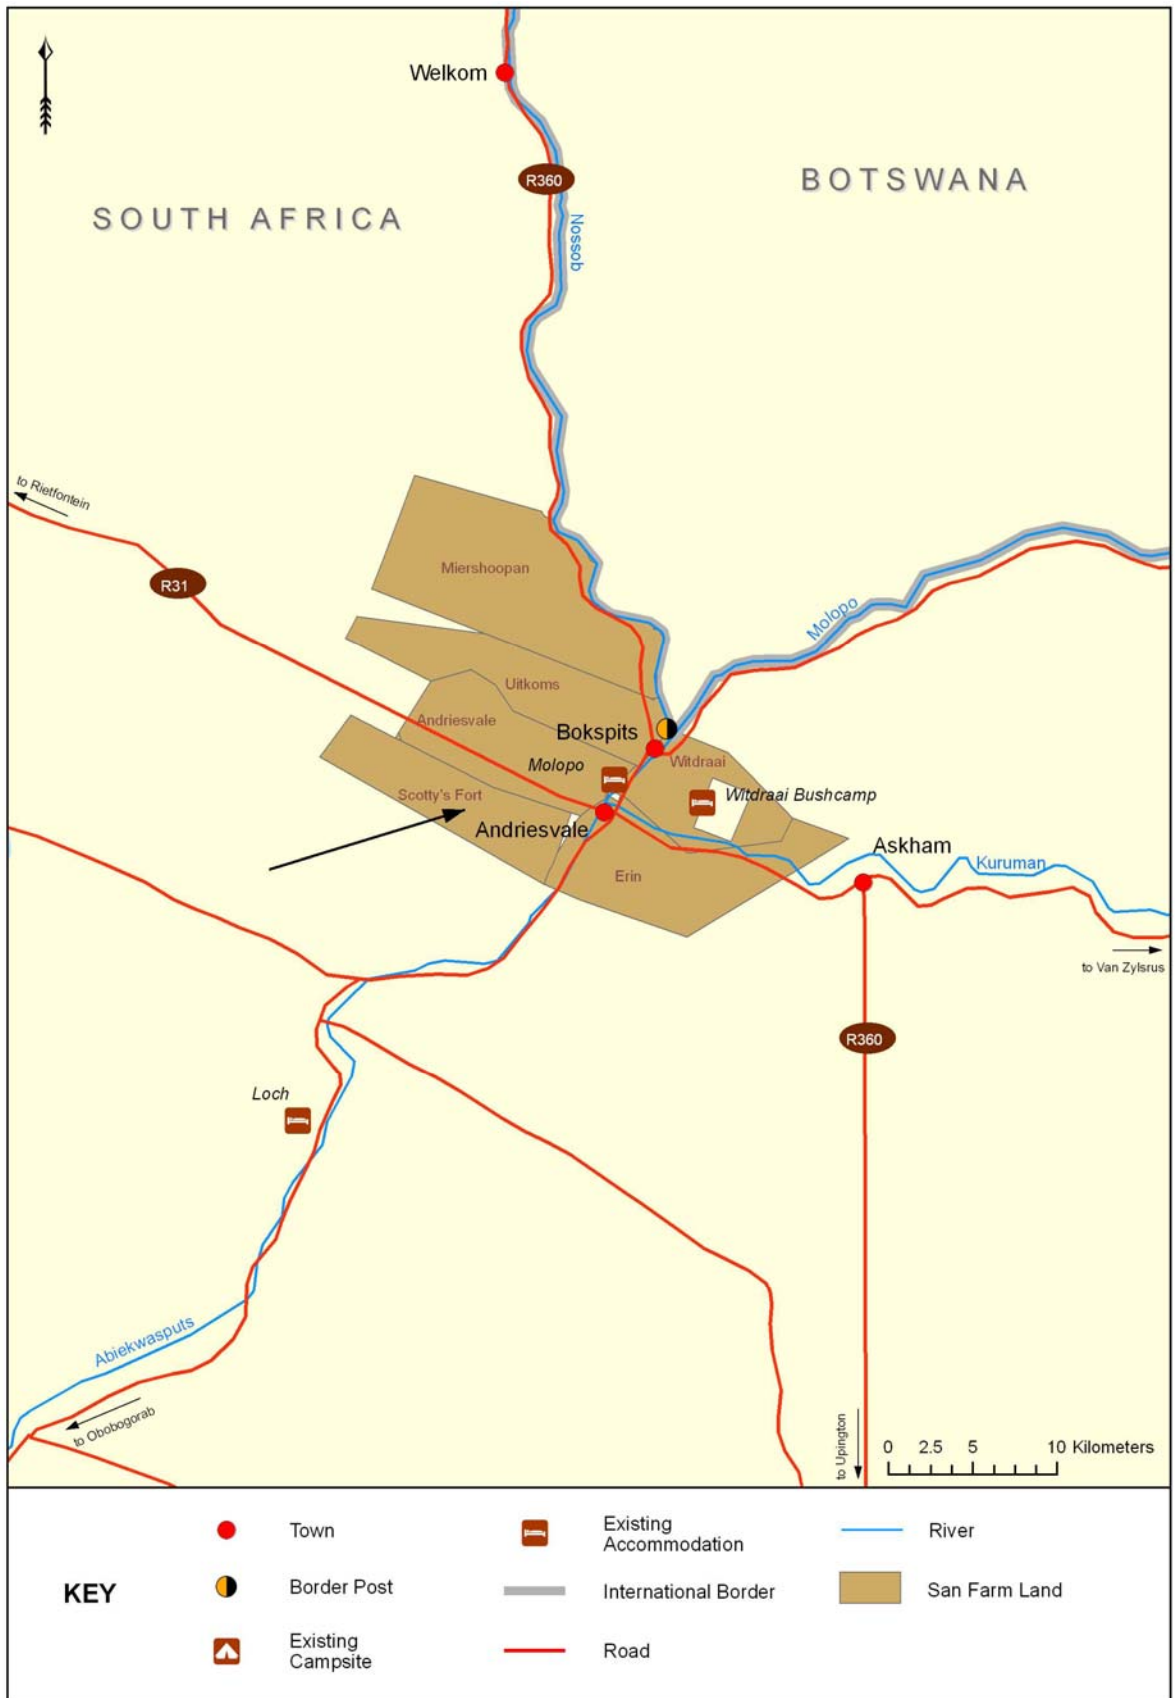 Welkom
R360
BOTSWANA
SOUTH AFRICA
Nossob
to Rietfontein
Miershoopan
R31
Molopo
Uitkoms
Andriesvale
Bokspits
Witdraai
Molopo
Witdraai Bushcamp
Scotty's Fort
Andriesvale
Askham
Kuruman
Erin
to Van Zylsrus
R360
Loch
Abiekwasputs
to Obobogorab
to Upington
0 2.5 5 10 Kilometers
KEY
Town
Border Post
Existing
Campsite
Existing
Accommodation
International Border
Road
River
San Farm Land